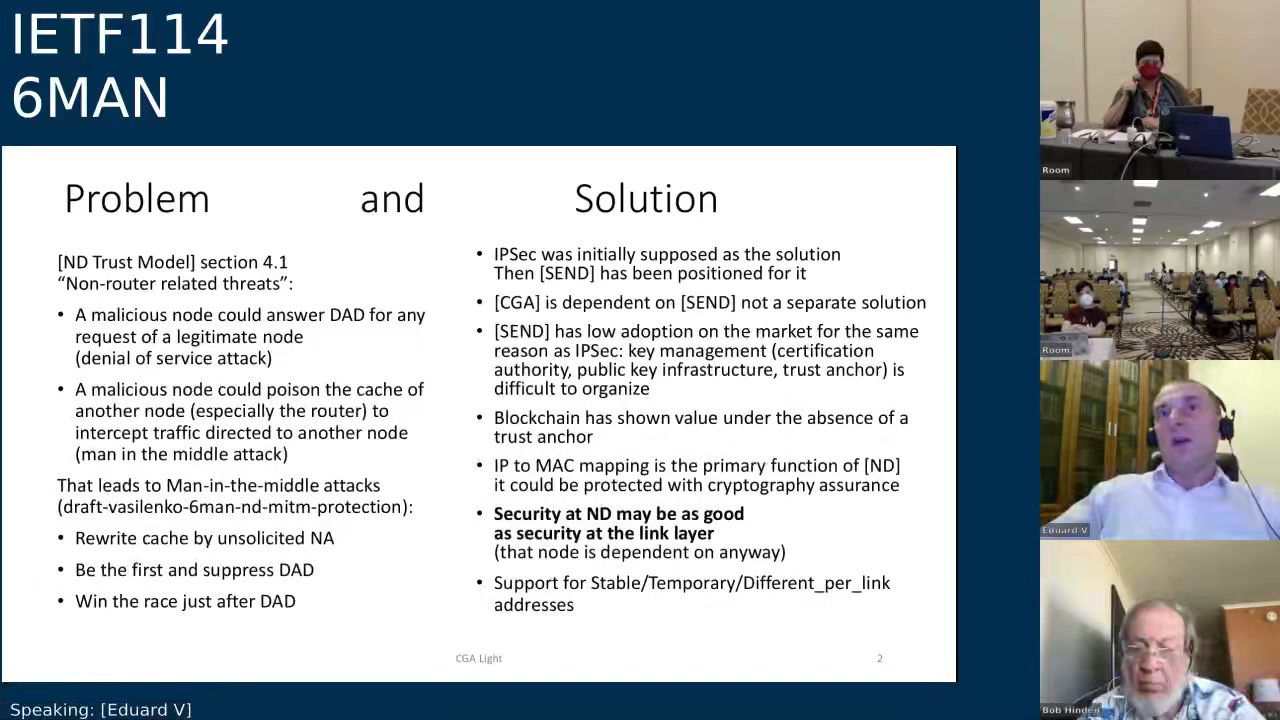 IETF114
6MAN
Problem and Solution
[ND Trust Model] section 4.1
“Non-router related threats”:
• A malicious node could answer DAD for any
request of a legitimate node
(denial of service attack)
• A malicious node could poison the cache of
another node (especially the router) to
intercept traffic directed to another node
(man in the middle attack)
That leads to Man-in-the-middle attacks
(draft-vasilenko-6man-nd-mitm-protection):
• Rewrite cache by unsolicited NA
• Be the first and suppress DAD
• Win the race just after DAD
• IPSec was initially supposed as the solution
Then [SEND] has been positioned for it
• [CGA] is dependent on [SEND] not a separate solution
• [SEND] has low adoption on the market for the same
reason as IPSec: key management (certification
authority, public key infrastructure, trust anchor) is
difficult to organize
• Blockchain has shown value under the absence of a
trust anchor
• IP to MAC mapping is the primary function of [ND]
it could be protected with cryptography assurance
• Security at ND may be as good
as security at the link layer
(that node is dependent on anyway)
• Support for Stable/Temporary/Different_per_link
addresses
CGA Light
2
Speaking: [Eduard V]
Room
Room
Eduard V
Bob Hinden